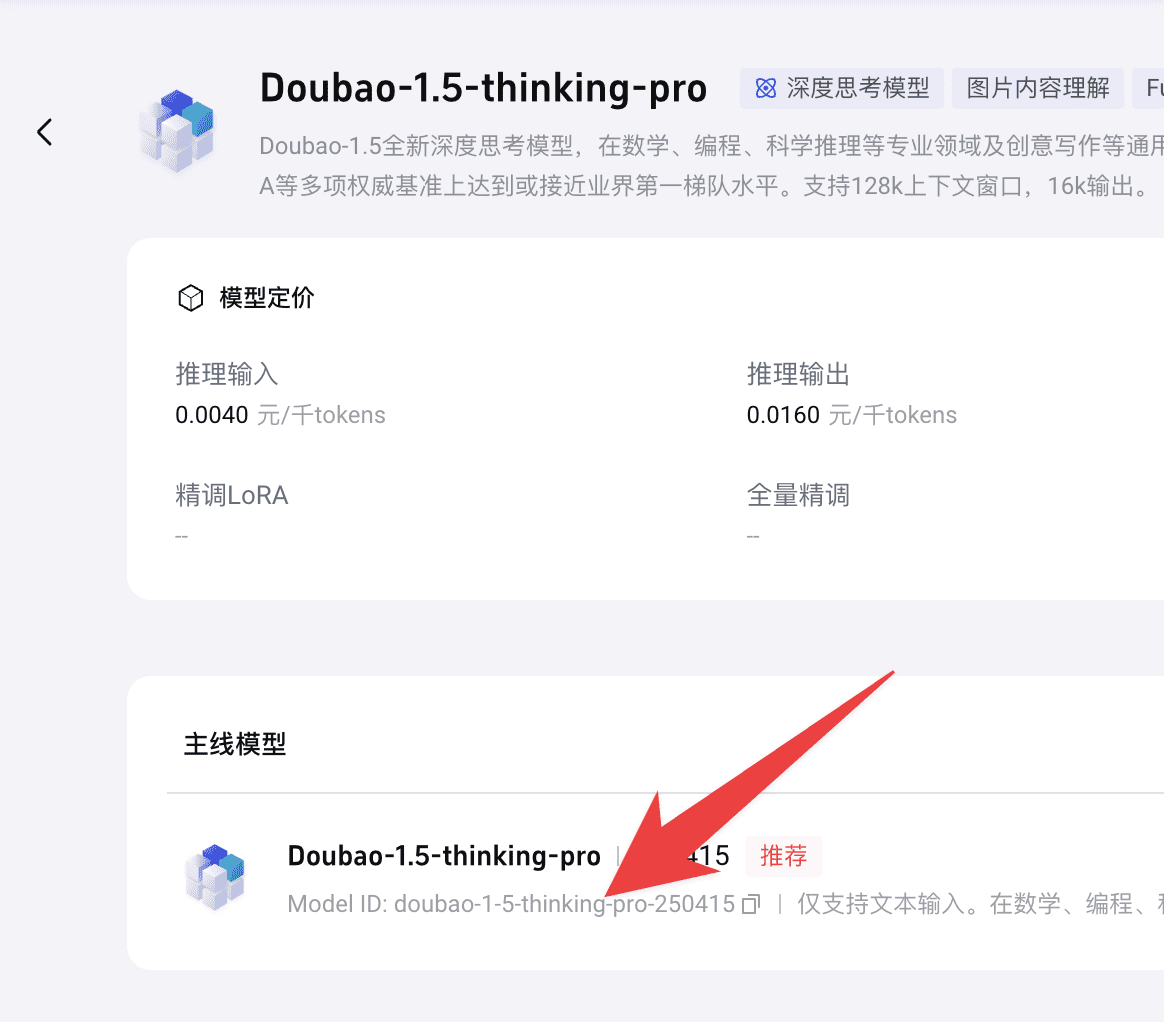 Doubao-1.5-thinking-pro 深度思考模型 图片内容理解
Doubao-1.5全新深度思考模型，在数学、编程、科学推理等专业领域及创意写作等通用
A等多项权威基准上达到或接近业界第一梯队水平。支持128k上下文窗口，16k输出。
模型定价
推理输入 推理输出
0.0040 元/千tokens 0.0160 元/千tokens
精调LoRA 全量精调
-- --
主线模型
Doubao-1.5-thinking-pro | 415 推荐
Model ID: doubao-1-5-thinking-pro-250415 | 仅支持文本输入。在数学、编程、